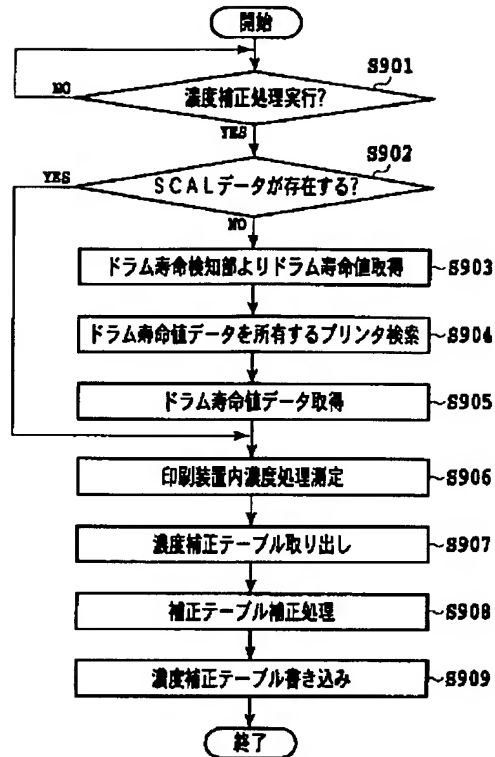 開始
S901
濃度補正処理実行?
NO
YES
S902
SCALデータが存在する?
YES
NO
ドラム寿命検知部よりドラム寿命値取得
S903
ドラム寿命値データを所有するプリンタ検索
S904
ドラム寿命値データ取得
S905
印刷装置内濃度処理測定
S906
濃度補正テーブル取り出し
S907
補正テーブル補正処理
S908
濃度補正テーブル書き込み
S909
終了